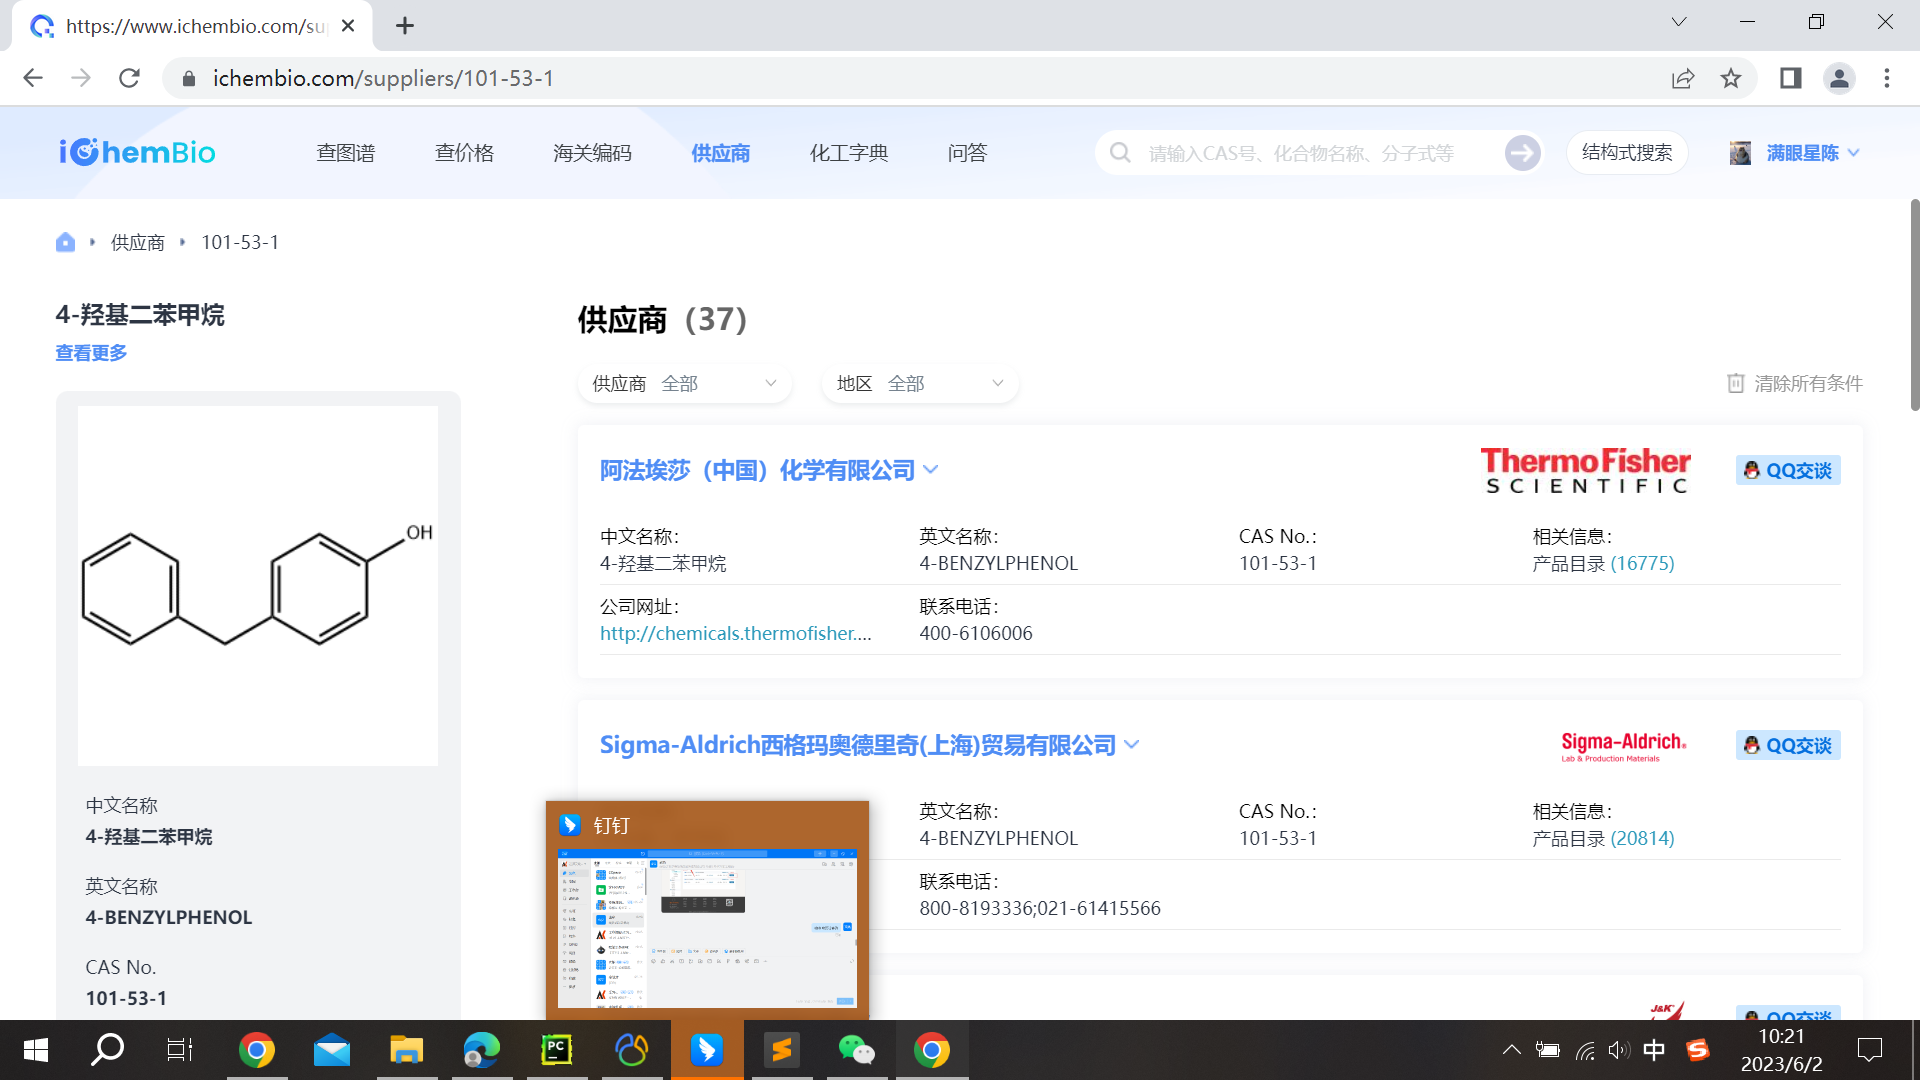 https://www.ichembio.com/su
ichembio.com/suppliers/101-53-1
iChemBio
查图谱
查价格
海关编码
供应商
化工字典
问答
请输入CAS号、化合物名称、分子式等
结构式搜索
满眼星陈
供应商
101-53-1
4-羟基二苯甲烷
查看更多
OH
中文名称
4-羟基二苯甲烷
英文名称
4-BENZYLPHENOL
CAS No.
101-53-1
供应商（37）
供应商 全部
地区 全部
清除所有条件
阿法埃莎（中国）化学有限公司
ThermoFisher
SCIENTIFIC
QQ交谈
中文名称：
4-羟基二苯甲烷
英文名称：
4-BENZYLPHENOL
CAS No.：
101-53-1
相关信息：
产品目录 (16775)
公司网址：
http://chemicals.thermofisher....
联系电话：
400-6106006
Sigma-Aldrich西格玛奥德里奇(上海)贸易有限公司
Sigma-Aldrich®
Lab & Production Materials
QQ交谈
英文名称：
4-BENZYLPHENOL
CAS No.：
101-53-1
相关信息：
产品目录 (20814)
联系电话：
800-8193336;021-61415566
J&K
QQ交谈
钉钉
PC
中
10:21
2023/6/2